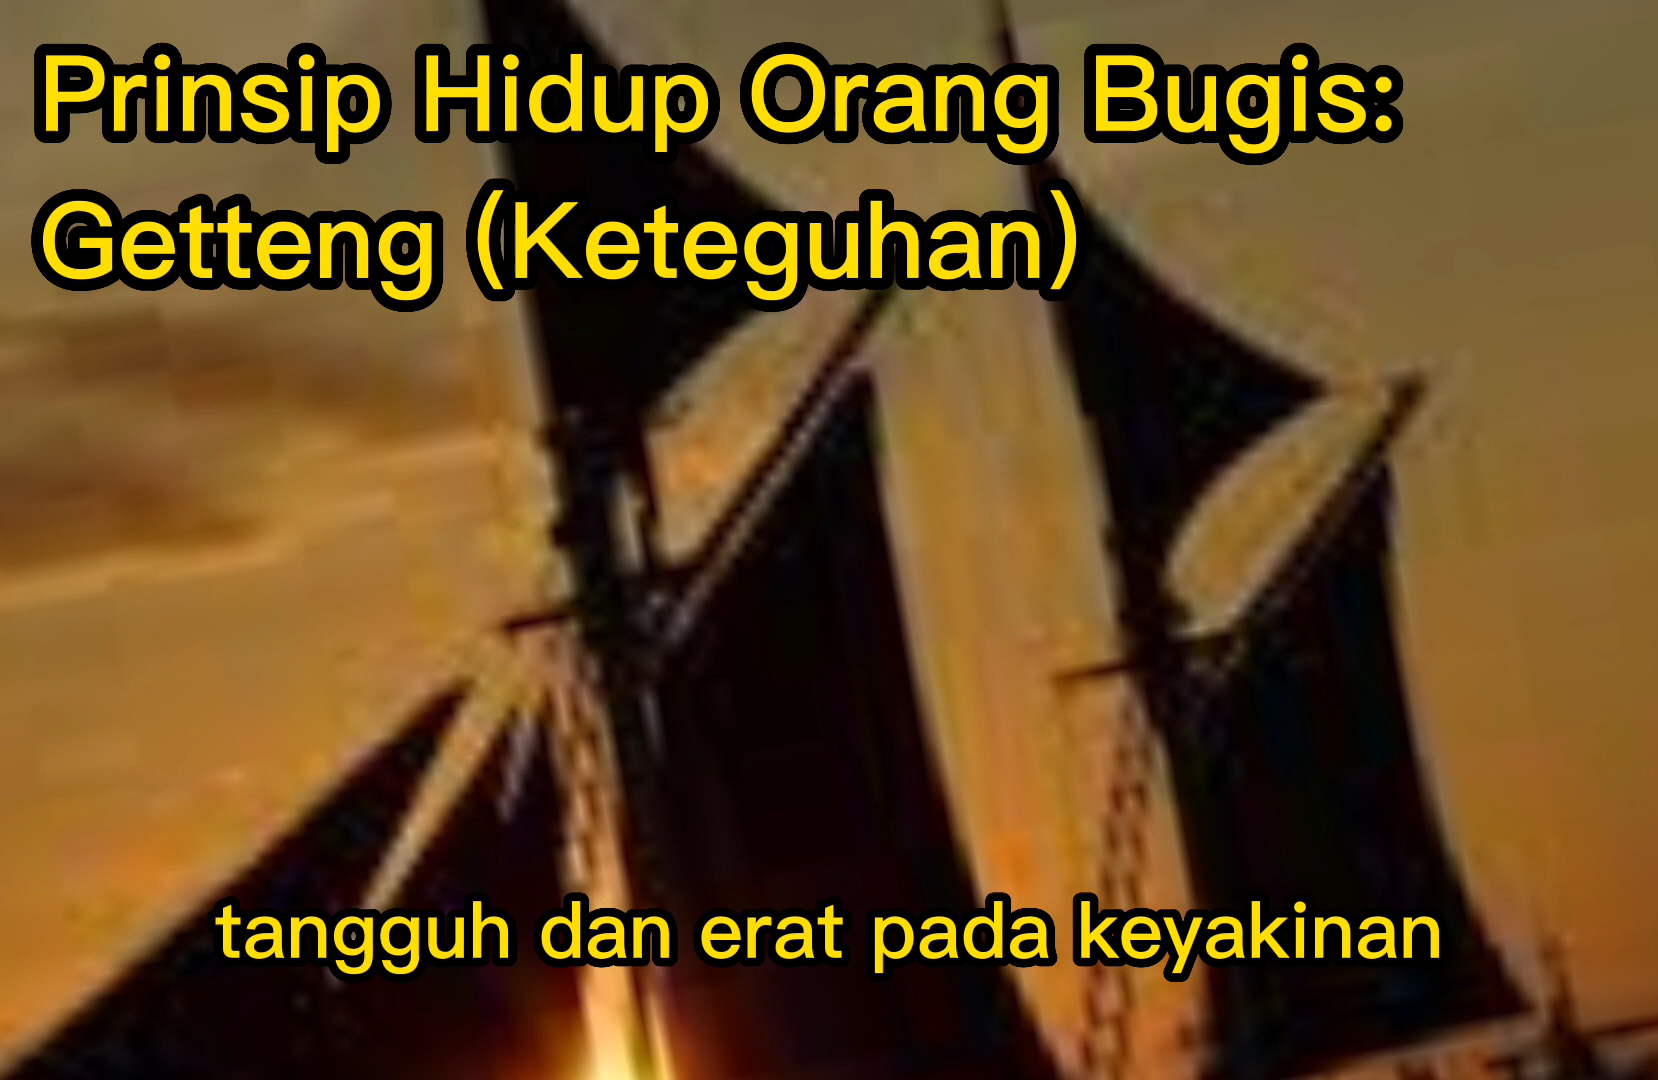 Prinsip Hidup Orang Bugis:
Getteng (Keteguhan)
tangguh dan erat pada keyakinan